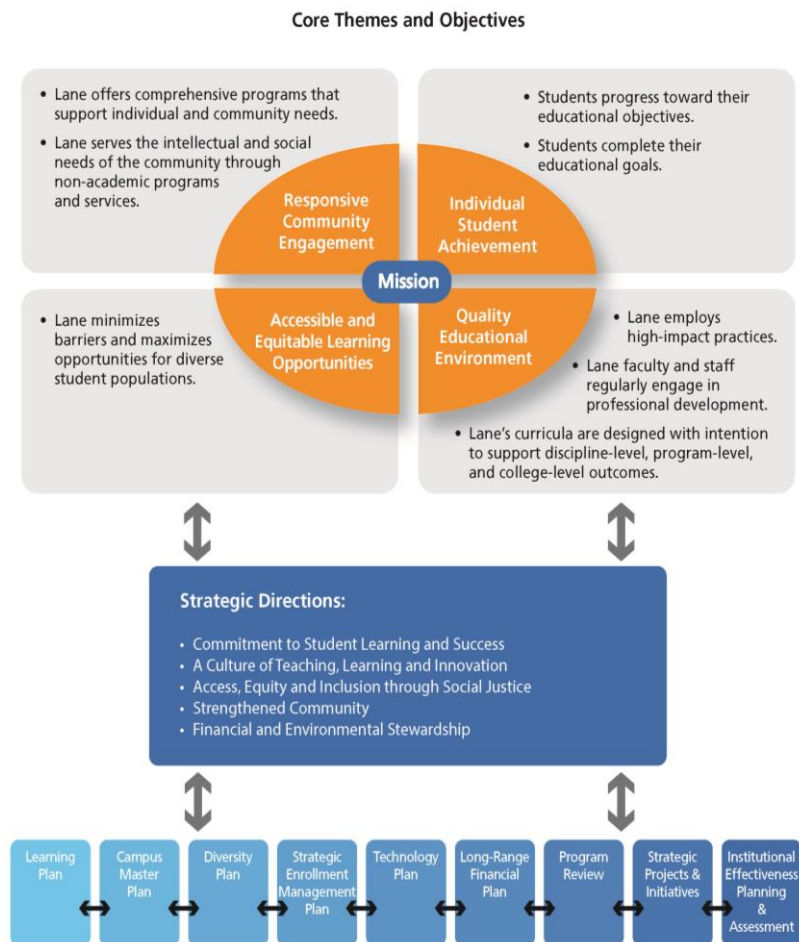 Core Themes and Objectives
• Lane offers comprehensive programs that
support individual and community needs.
• Lane serves the intellectual and social
needs of the community through
non-academic programs
and services.
• Students progress toward their
educational objectives.
• Students complete their
educational goals.
Responsive
Community
Engagement
Individual
Student
Achievement
Mission
Accessible and
Equitable Learning
Opportunities
Quality
Educational
Environment
• Lane minimizes
barriers and maximizes
opportunities for diverse
student populations.
• Lane employs
high-impact practices.
• Lane faculty and staff
regularly engage in
professional development.
• Lane's curricula are designed with intention
to support discipline-level, program-level,
and college-level outcomes.
Strategic Directions:
• Commitment to Student Learning and Success
• A Culture of Teaching, Learning and Innovation
• Access, Equity and Inclusion through Social Justice
• Strengthened Community
• Financial and Environmental Stewardship
Learning
Plan
Campus
Master
Plan
Diversity
Plan
Strategic
Enrollment
Management
Plan
Technology
Plan
Long-Range
Financial
Plan
Program
Review
Strategic
Projects &
Initiatives
Institutional
Effectiveness
Planning
&
Assessment